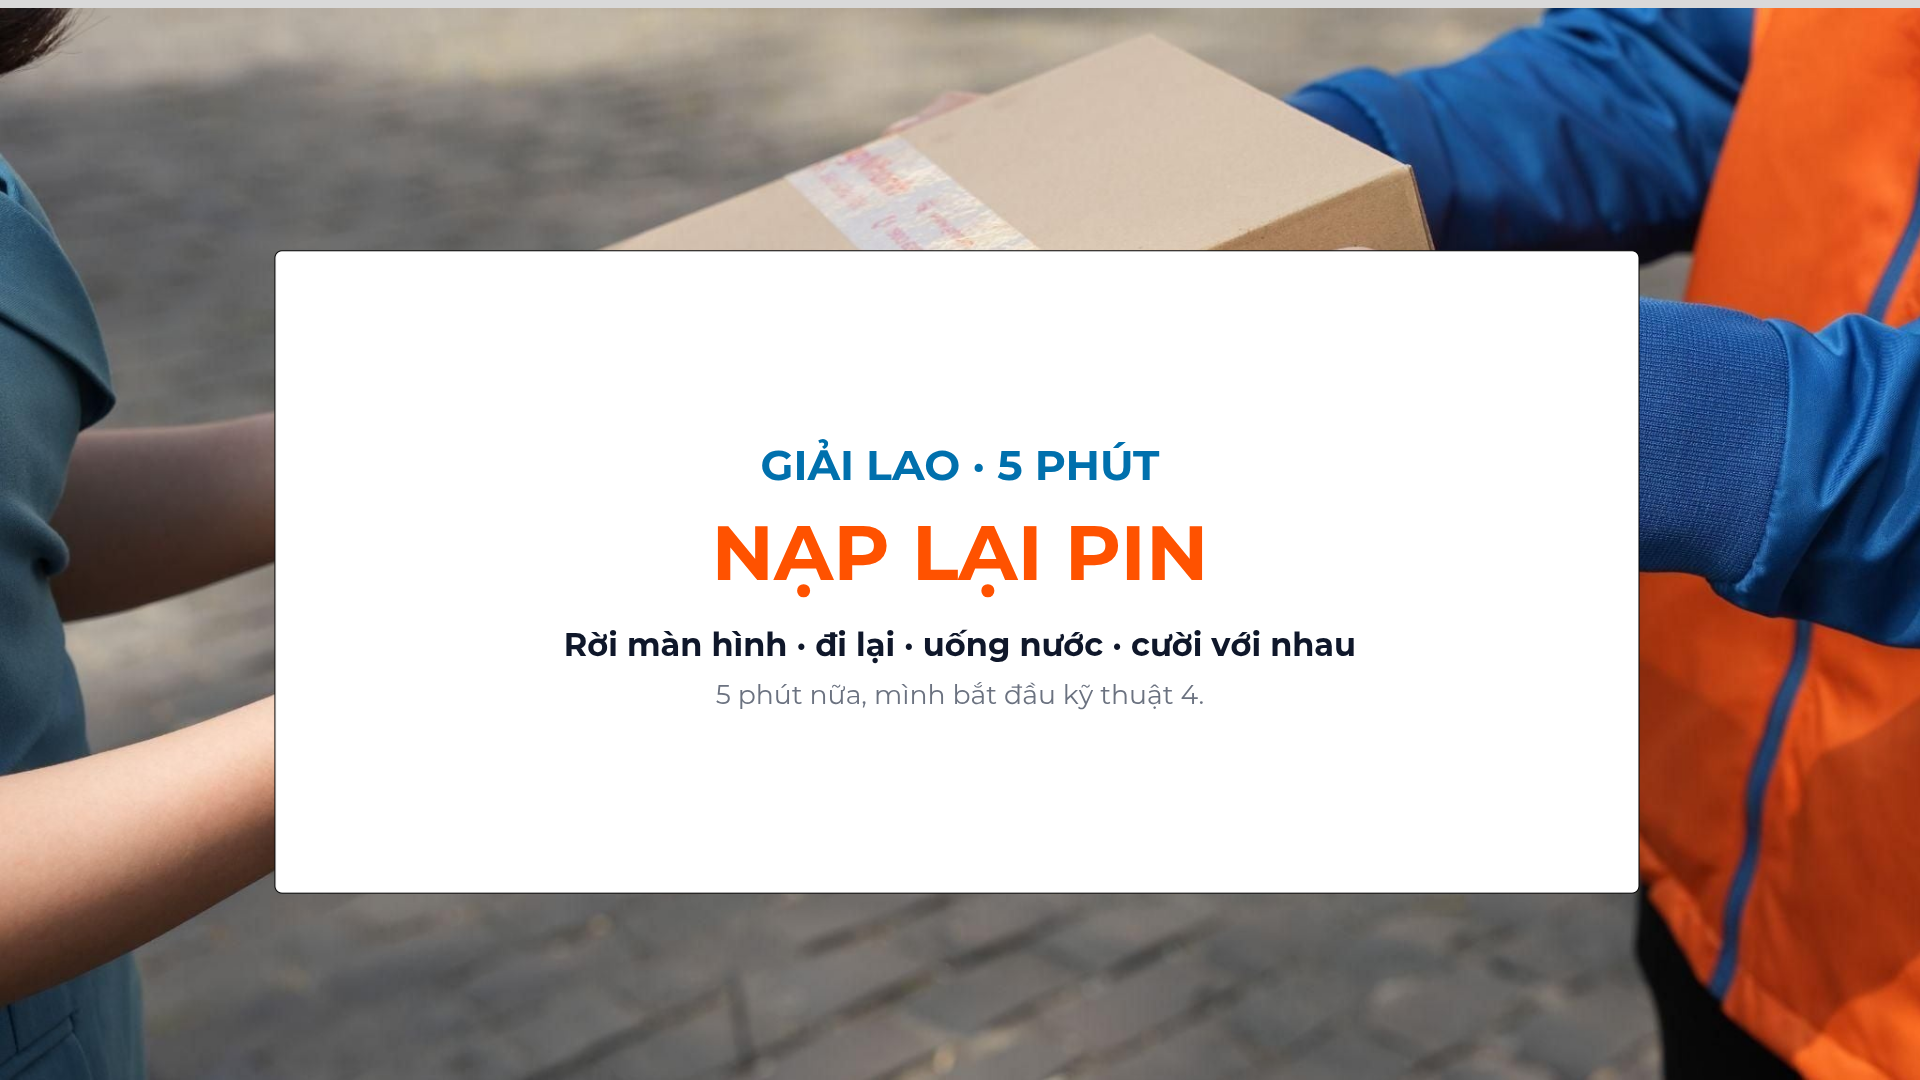 GIẢI LAO · 5 PHÚT
NẠP LẠI PIN
Rời màn hình · đi lại · uống nước · cười với nhau
5 phút nữa, mình bắt đầu kỹ thuật 4.